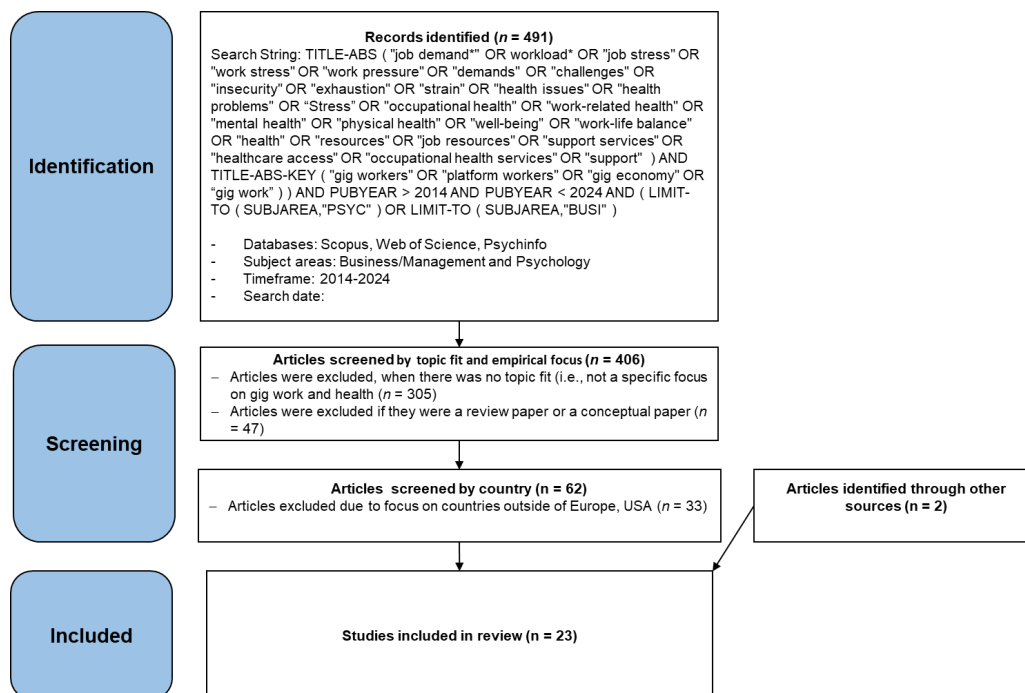 Identification
Records identified (n = 491)
Search String: TITLE-ABS ( "job demand*" OR workload* OR "job stress" OR
"work stress" OR "work pressure" OR "demands" OR "challenges" OR
"insecurity" OR "exhaustion" OR "strain" OR "health issues" OR "health
problems" OR “Stress” OR "occupational health" OR "work-related health" OR
"mental health" OR "physical health" OR "well-being" OR "work-life balance"
OR "health" OR "resources" OR "job resources" OR "support services" OR
"healthcare access" OR "occupational health services" OR "support" ) AND
TITLE-ABS-KEY ( "gig workers" OR "platform workers" OR "gig economy" OR
“gig work” ) ) AND PUBYEAR > 2014 AND PUBYEAR < 2024 AND ( LIMIT-
TO ( SUBJAREA,"PSYC" ) OR LIMIT-TO ( SUBJAREA,"BUSI" )
- Databases: Scopus, Web of Science, Psychinfo
- Subject areas: Business/Management and Psychology
- Timeframe: 2014-2024
- Search date:
Screening
Articles screened by topic fit and empirical focus (n = 406)
– Articles were excluded, when there was no topic fit (i.e., not a specific focus
on gig work and health (n = 305)
– Articles were excluded if they were a review paper or a conceptual paper (n
= 47)
Articles screened by country (n = 62)
– Articles excluded due to focus on countries outside of Europe, USA (n = 33)
Articles identified through other
sources (n = 2)
Included
Studies included in review (n = 23)